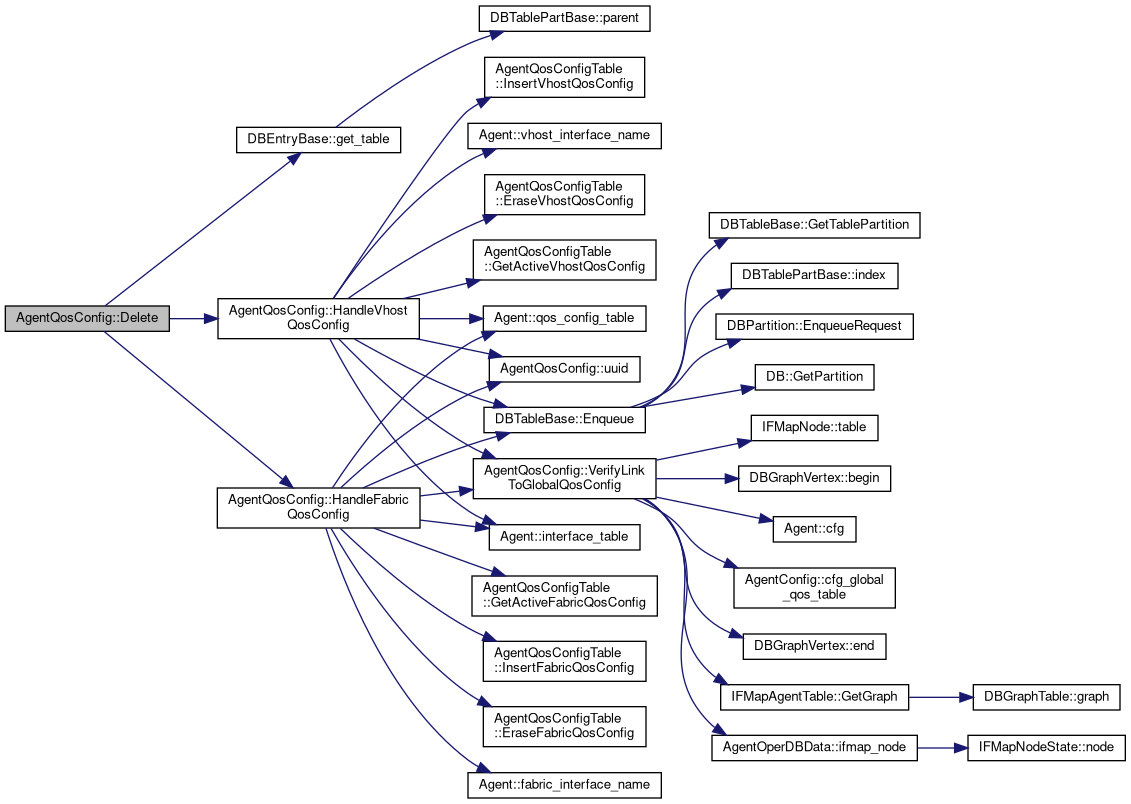 DBTablePartBase::parent
AgentQosConfigTable
::InsertVhostQosConfig
DBEntryBase::get_table
Agent::vhost_interface_name
AgentQosConfigTable
::EraseVhostQosConfig
DBTableBase::GetTablePartition
AgentQosConfigTable
::GetActiveVhostQosConfig
DBTablePartBase::index
AgentQosConfig::Delete
AgentQosConfig::HandleVhost
QosConfig
Agent::qos_config_table
DBPartition::EnqueueRequest
AgentQosConfig::uuid
DB::GetPartition
DBTableBase::Enqueue
IFMapNode::table
AgentQosConfig::VerifyLink
ToGlobalQosConfig
DBGraphVertex::begin
AgentQosConfig::HandleFabric
QosConfig
Agent::interface_table
Agent::cfg
AgentQosConfigTable
::GetActiveFabricQosConfig
AgentConfig::cfg_global
_qos_table
AgentQosConfigTable
::InsertFabricQosConfig
DBGraphVertex::end
IFMapAgentTable::GetGraph
DBGraphTable::graph
AgentQosConfigTable
::EraseFabricQosConfig
AgentOperDBData::ifmap_node
IFMapNodeState::node
Agent::fabric_interface_name